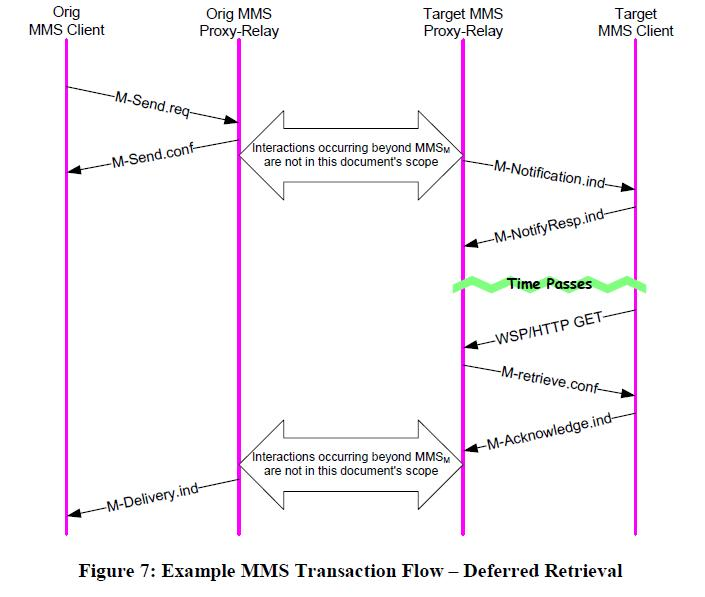 Orig
MMS Client
Orig MMS
Proxy-Relay
Target MMS
Proxy-Relay
Target
MMS Client
M-Send.req
Interactions occurring beyond MMSM
are not in this document's scope
M-Send.conf
M-Notification.ind
M-NotifyResp.ind
Time Passes
WSP/HTTP GET
M-retrieve.conf
M-Acknowledge.ind
Interactions occurring beyond MMSM
are not in this document's scope
M-Delivery.ind
Figure 7: Example MMS Transaction Flow – Deferred Retrieval